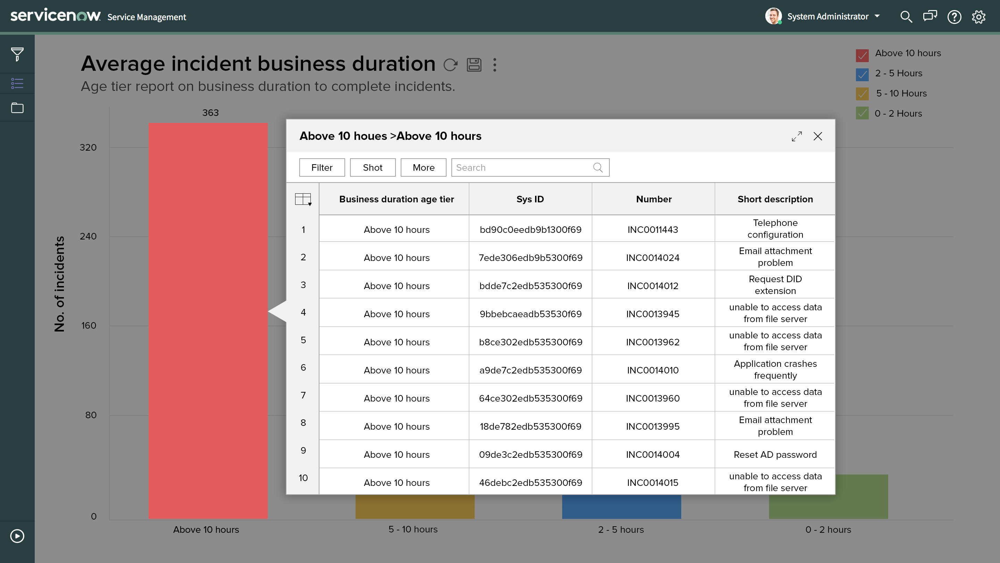 servicenow Service Management
System Administrator
Average incident business duration
Age tier report on business duration to complete incidents.
Above 10 hours
2 - 5 Hours
5 - 10 Hours
0 - 2 Hours
No. of incidents
363
320
240
160
80
0
Above 10 hours
5 - 10 hours
2 - 5 hours
0 - 2 hours
Above 10 houes >Above 10 hours
Filter Shot More Search
Business duration age tier Sys ID Number Short description
1 Above 10 hours bd90c0eedb9b1300f69 INC0011443 Telephone
configuration
2 Above 10 hours 7ede306edb9b5300f69 INC0014024 Email attachment
problem
3 Above 10 hours bdde7c2edb535300f69 INC0014012 Request DID
extension
4 Above 10 hours 9bbebcaeadb53530f69 INC0013945 unable to access data
from file server
5 Above 10 hours b8ce302edb535300f69 INC0013962 unable to access data
from file server
6 Above 10 hours a9de7c2edb535300f69 INC0014010 Application crashes
frequently
7 Above 10 hours 64ce302edb535300f69 INC0013960 unable to access data
from file server
8 Above 10 hours 18de782edb535300f69 INC0013995 Email attachment
problem
9 Above 10 hours 09de3c2edb535300f69 INC0014004 Reset AD password
10 Above 10 hours 46debc2edb535300f69 INC0014015 unable to access data
from file server